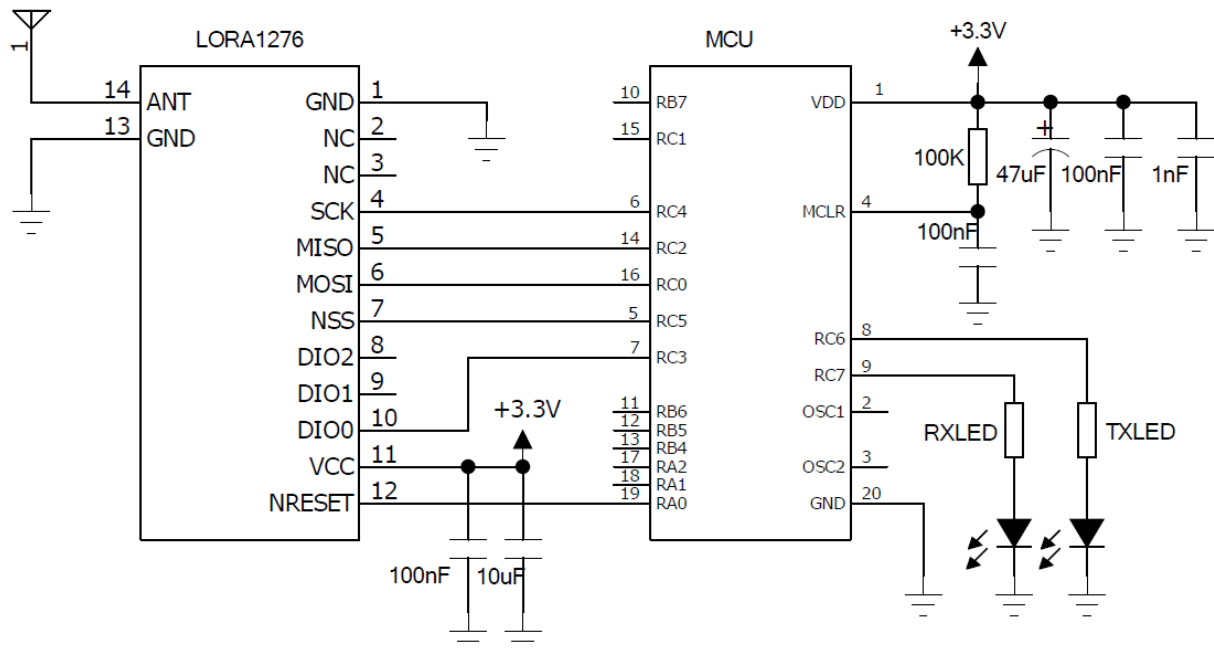 LORA1276
MCU
+3.3V
1
14 ANT
13 GND
GND 1
NC 2
NC 3
SCK 4
MISO 5
MOSI 6
NSS 7
DIO2 8
DIO1 9
DIO0 10
VCC 11
NRESET 12
+3.3V
100nF
10uF
10 RB7
15 RC1
6 RC4
14 RC2
16 RC0
5 RC5
7 RC3
11 RB6
12 RB5
13 RB4
17 RA2
18 RA1
19 RA0
VDD 1
MCLR 4
RC6 8
RC7 9
OSC1 2
OSC2 3
GND 20
100K
+
47uF
100nF
1nF
100nF
RXLED
TXLED